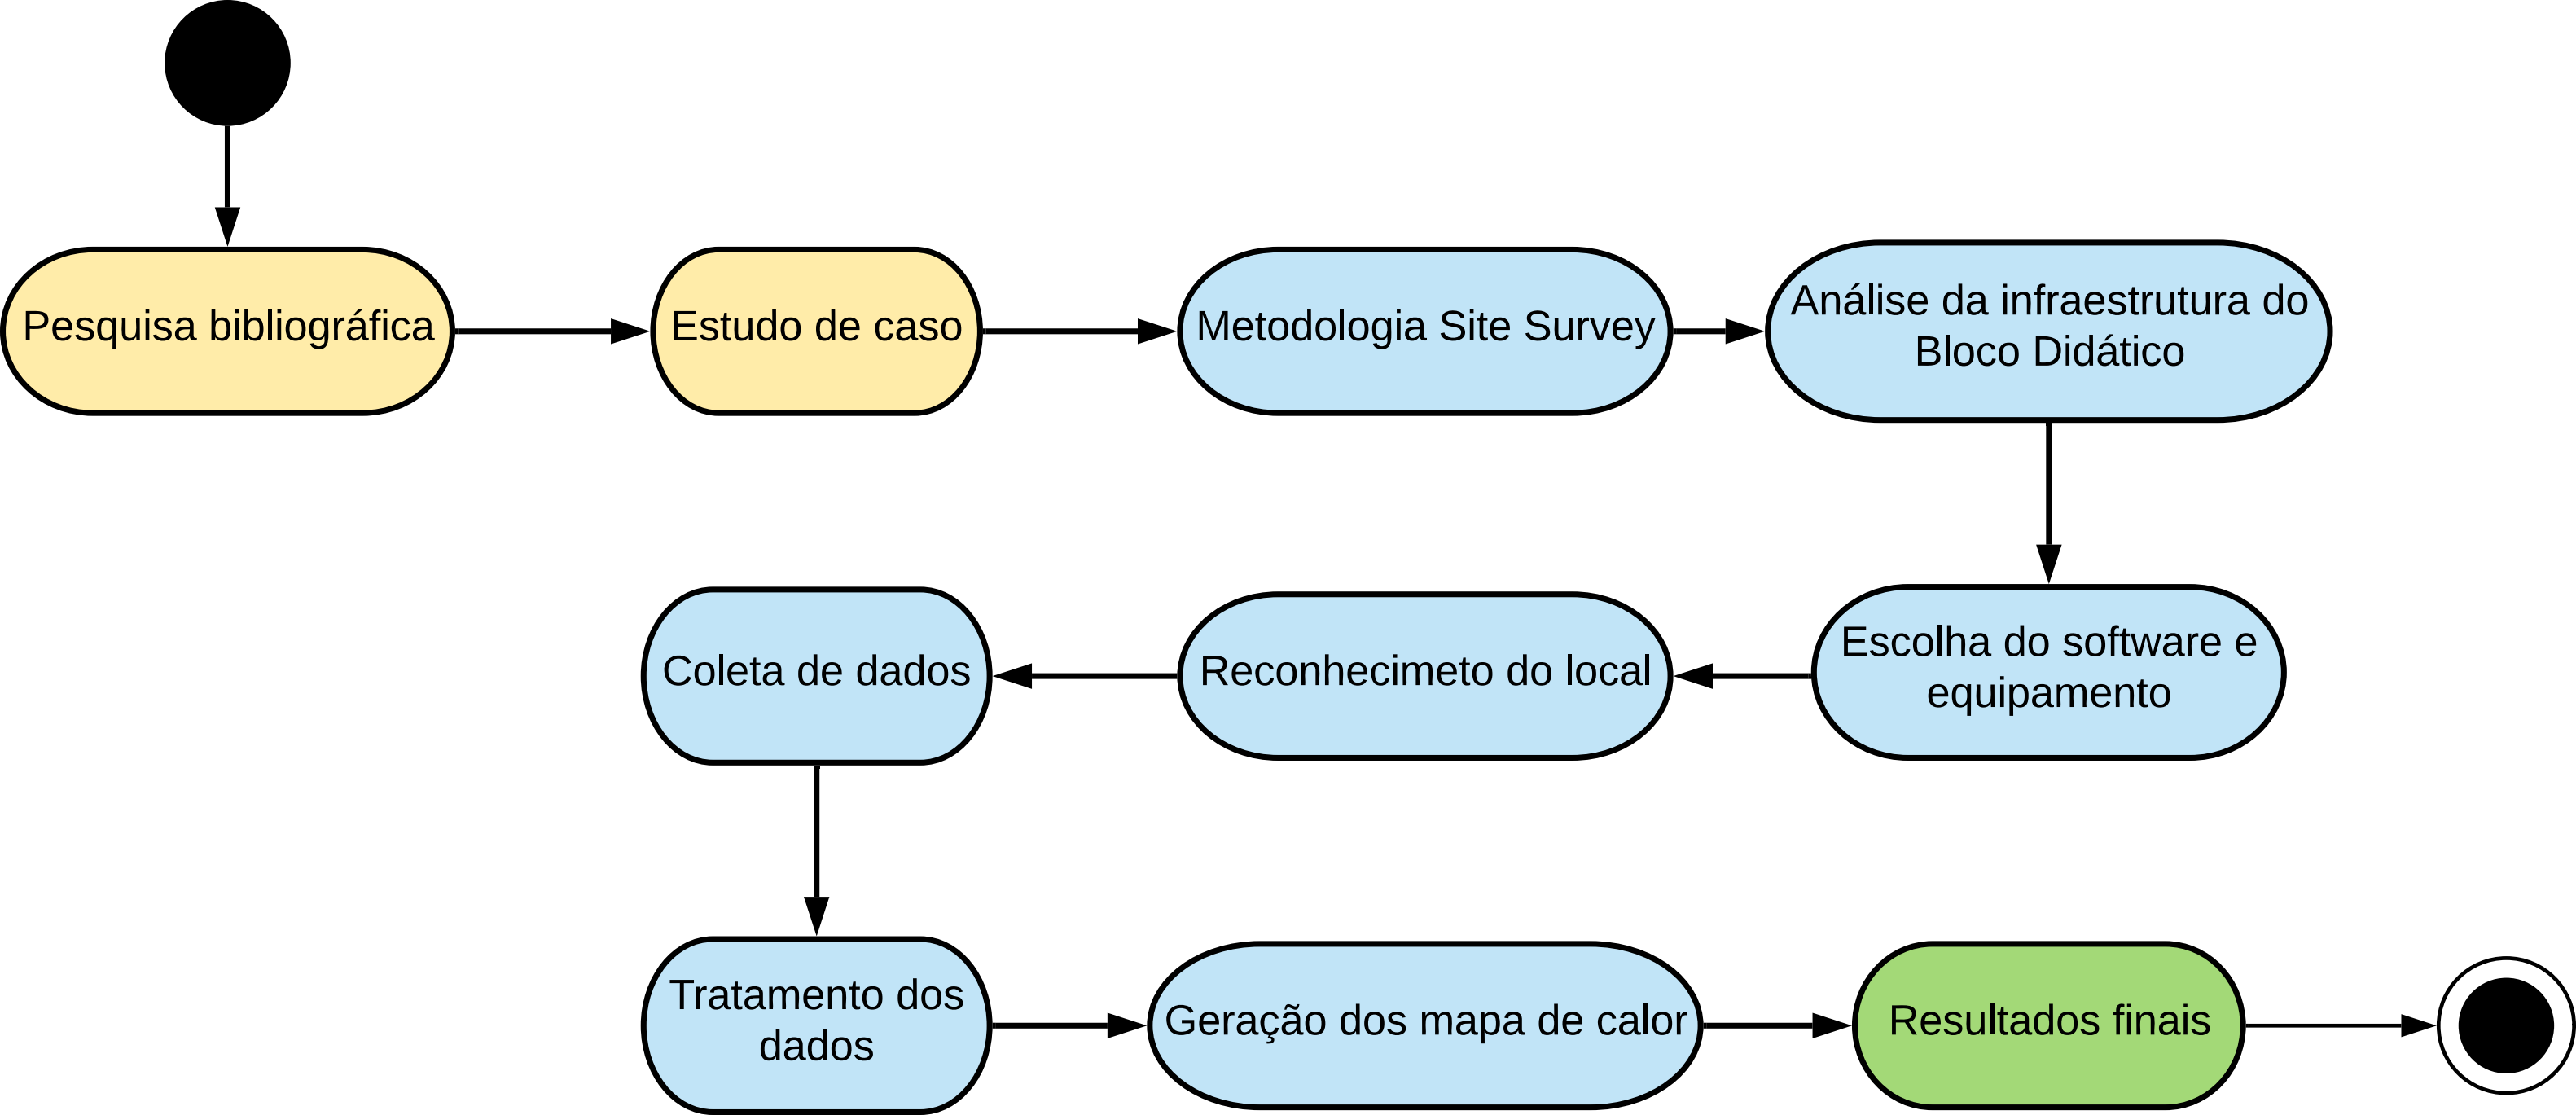 Pesquisa bibliográfica
Estudo de caso
Metodologia Site Survey
Análise da infraestrutura do
Bloco Didático
Escolha do software e
equipamento
Reconhecimeto do local
Coleta de dados
Tratamento dos
dados
Geração dos mapa de calor
Resultados finais